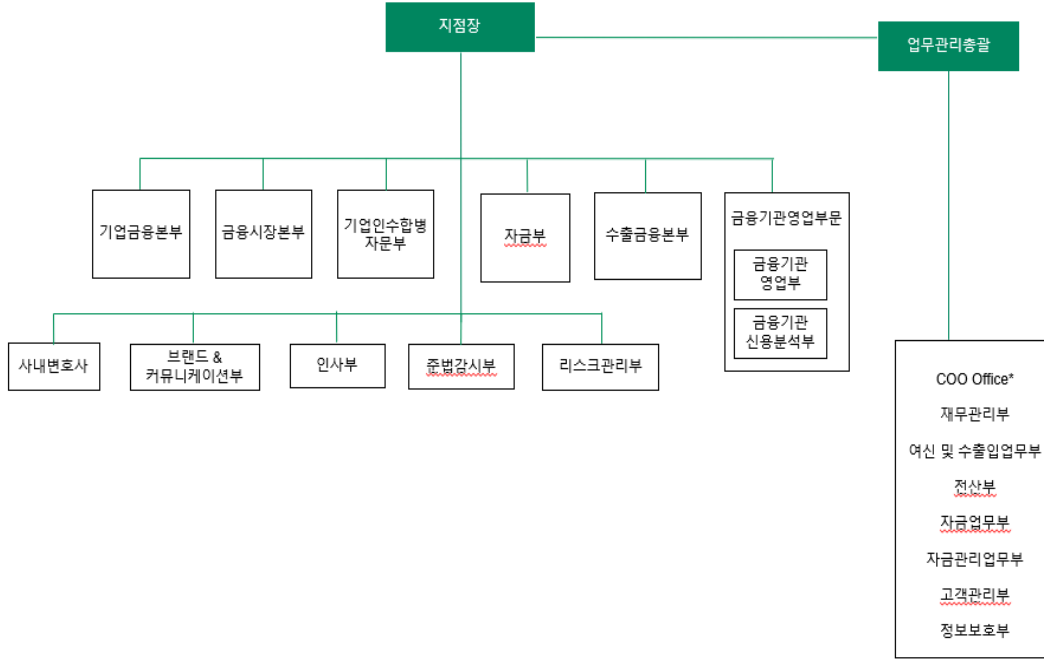 지점장
업무관리총괄
기업금융본부
금융시장본부
기업인수합병
자문부
자금부
수출금융본부
금융기관영업부문
금융기관
영업부
금융기관
신용분석부
사내변호사
브랜드 &
커뮤니케이션부
인사부
준법감시부
리스크관리부
COO Office*
재무관리부
여신 및 수출입업무부
전산부
자금업무부
자금관리업무부
고객관리부
정보보호부